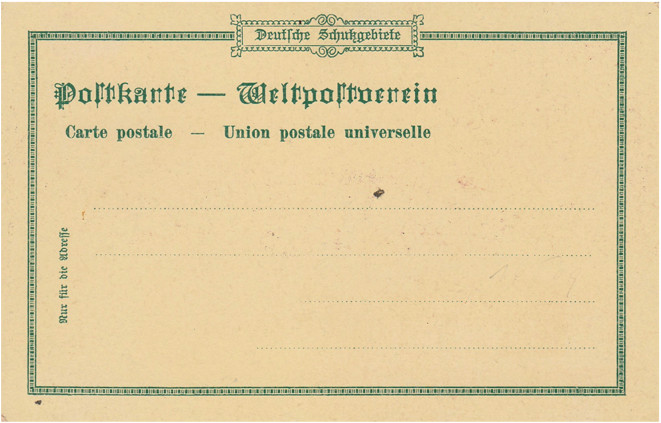 Deutsche Schutzgebiete
Postkarte — Weltpostverein
Carte postale — Union postale universelle
Nur für die Adresse